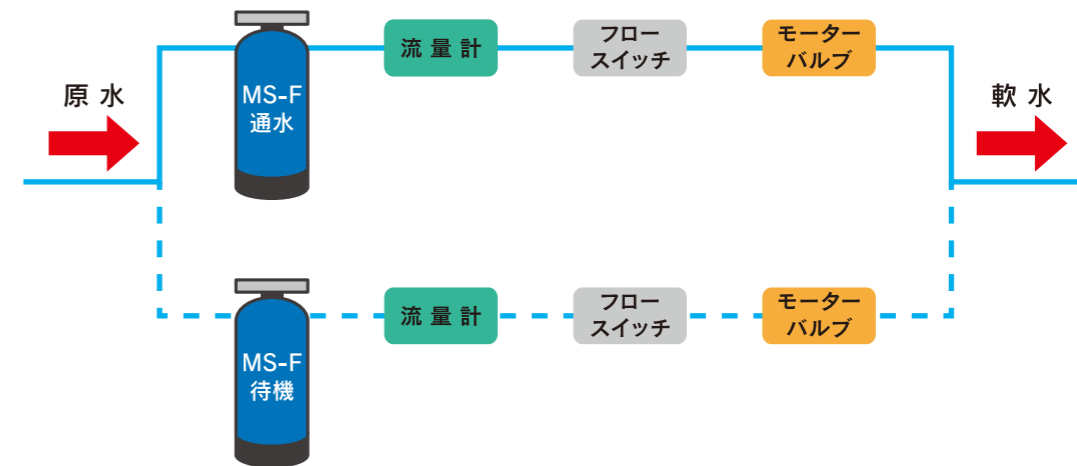 原水
MS-F
通水
流量計
フロー
スイッチ
モーター
バルブ
軟水
MS-F
待機
流量計
フロー
スイッチ
モーター
バルブ